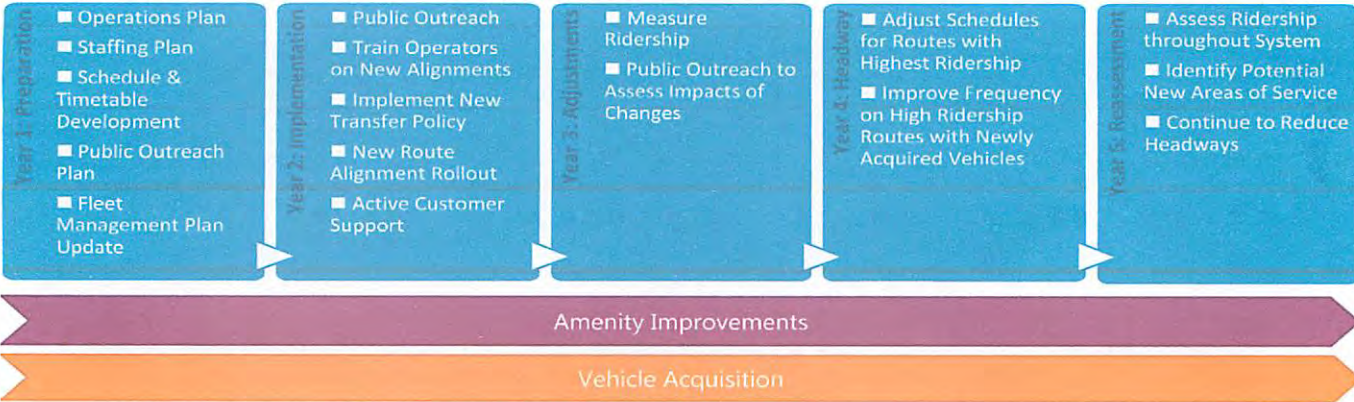 Year 1: Preparation
Operations Plan
Staffing Plan
Schedule &
Timetable
Development
Public Outreach
Plan
Fleet
Management Plan
Update
Year 2: Implementation
Public Outreach
Train Operators
on New Alignments
Implement New
Transfer Policy
New Route
Alignment Rollout
Active Customer
Support
Year 3: Adjustments
Measure
Ridership
Public Outreach to
Assess Impacts of
Changes
Year 4: Headway
Adjust Schedules
for Routes with
Highest Ridership
Improve Frequency
on High Ridership
Routes with Newly
Acquired Vehicles
Year 5: Reassessment
Assess Ridership
throughout System
Identify Potential
New Areas of Service
Continue to Reduce
Headways
Amenity Improvements
Vehicle Acquisition